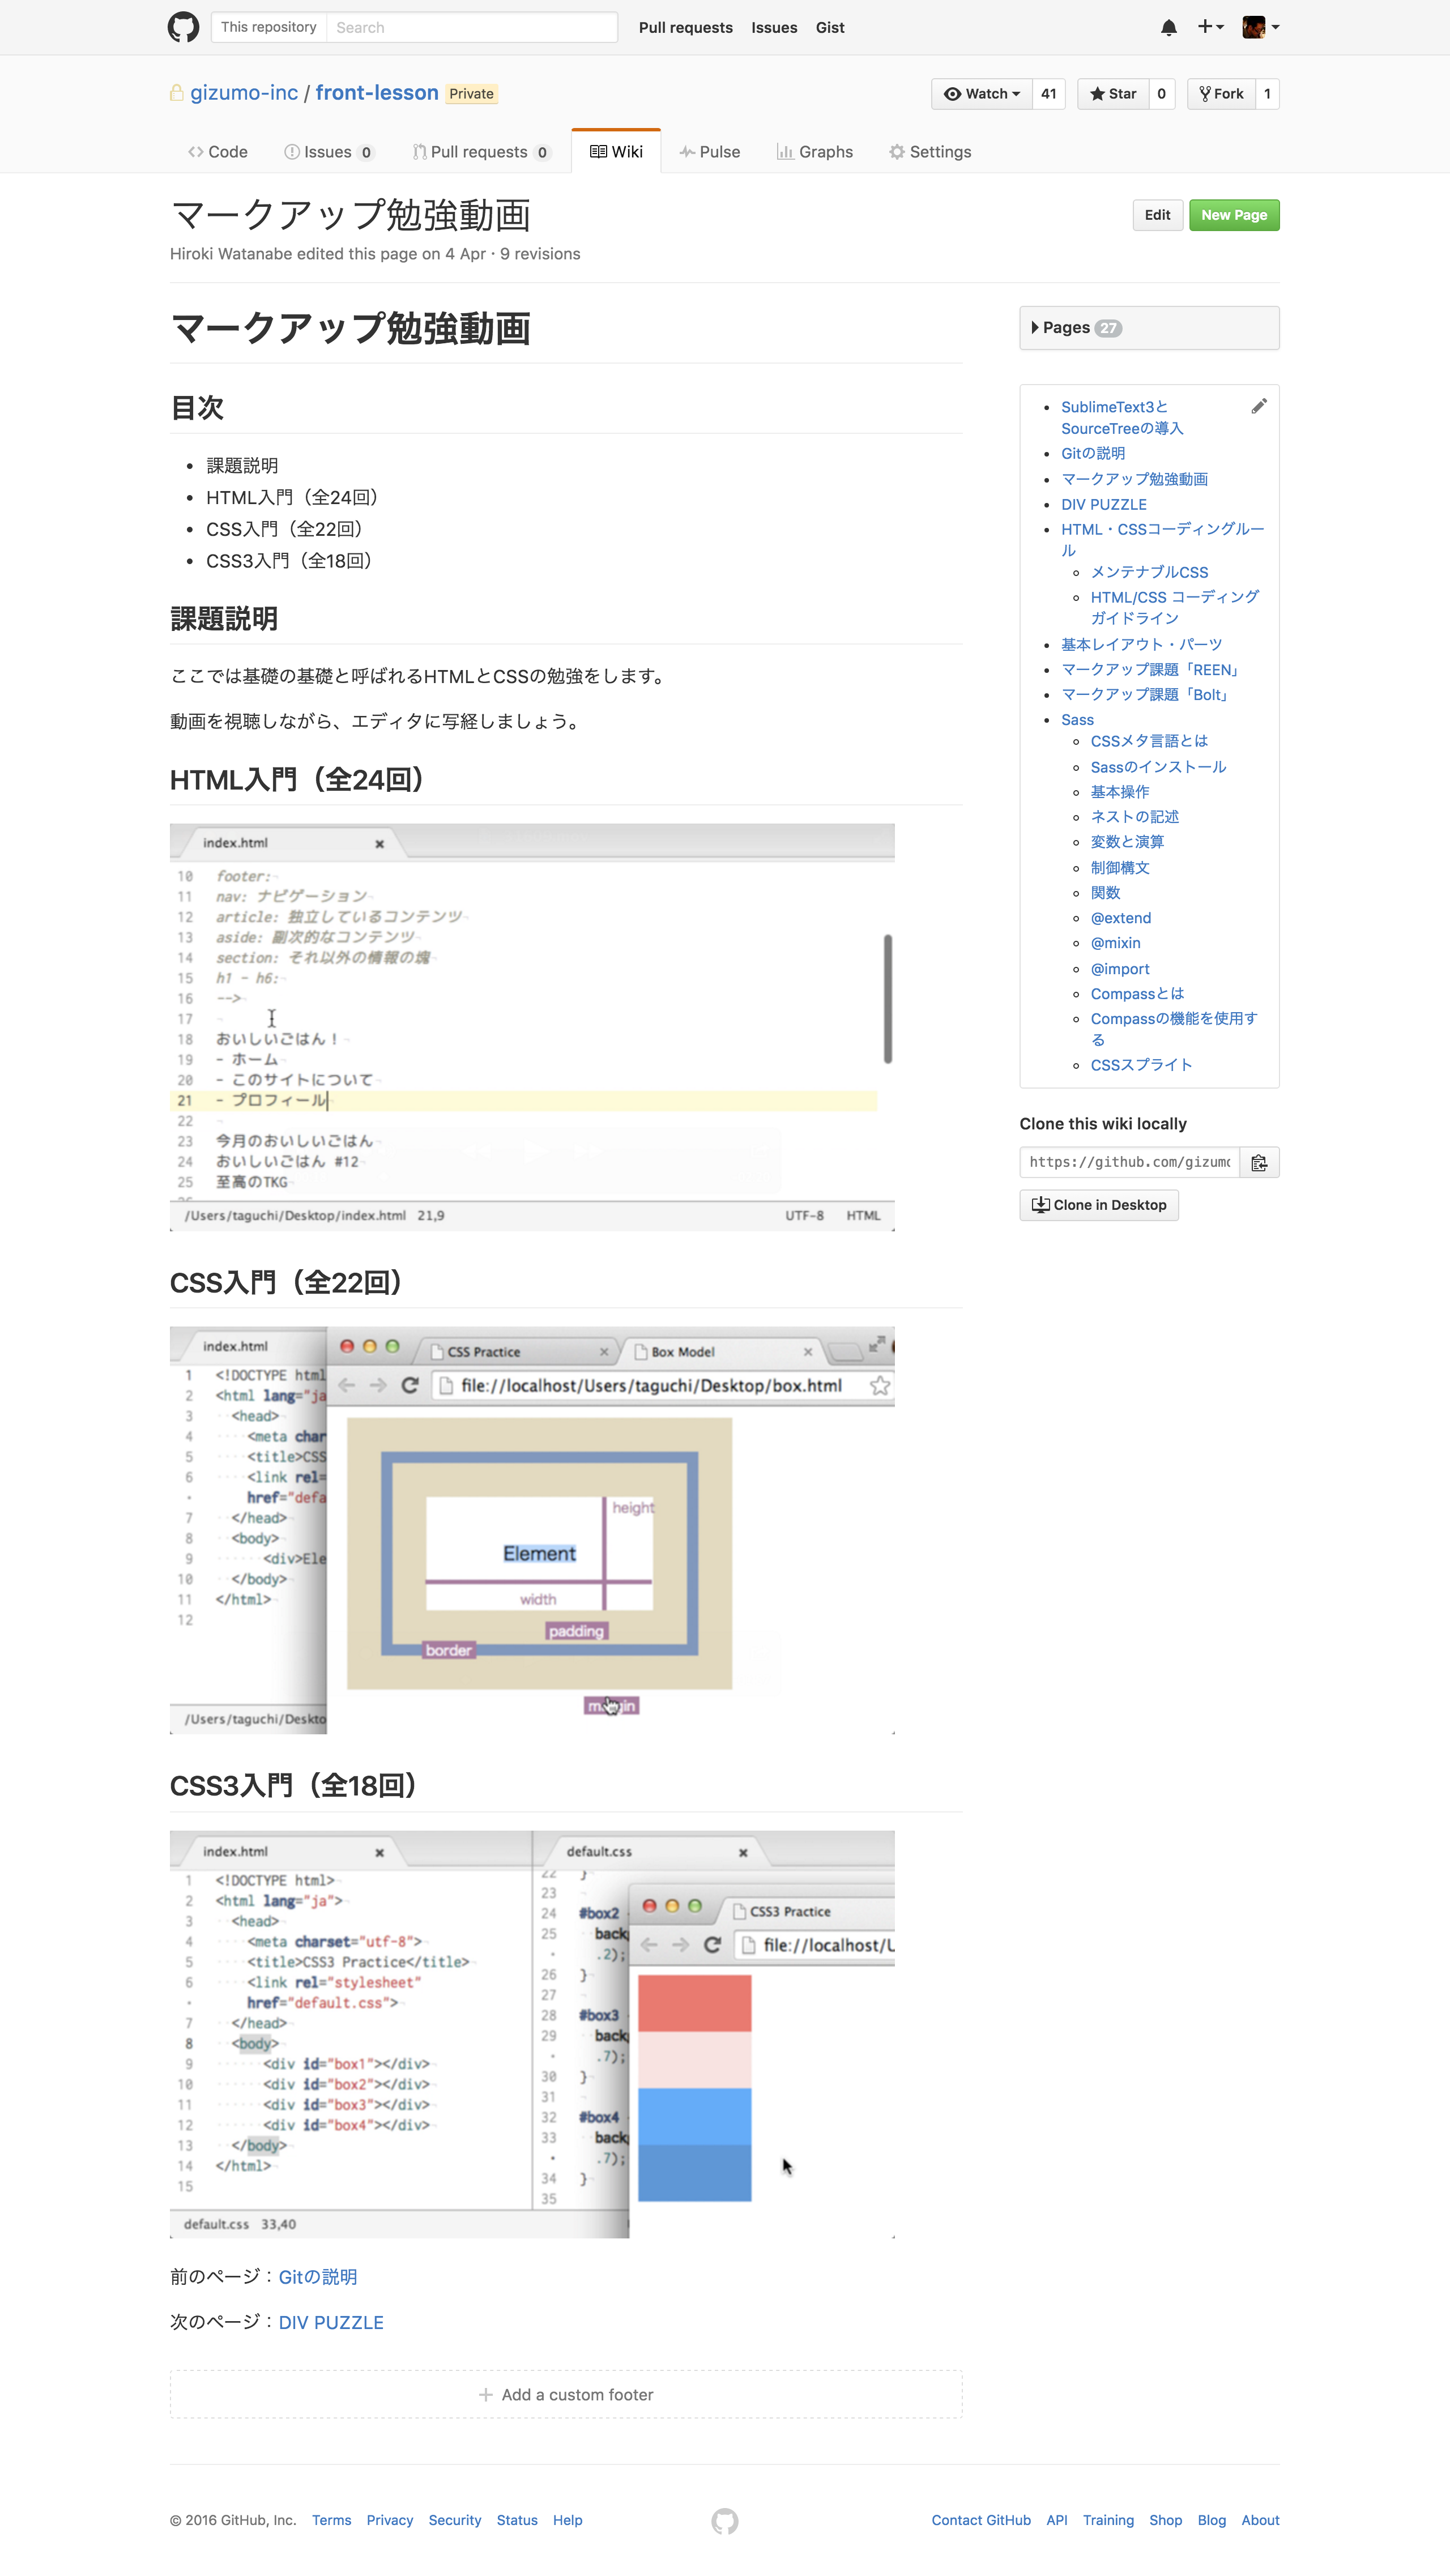 This repository Search Pull requests Issues Gist
gizumo-inc / front-lesson Private Watch 41 Star 0 Fork 1
Code Issues 0 Pull requests 0 Wiki Pulse Graphs Settings
マークアップ勉強動画
Edit New Page
Hiroki Watanabe edited this page on 4 Apr · 9 revisions
マークアップ勉強動画
目次
• 課題説明
• HTML入門（全24回）
• CSS入門（全22回）
• CSS3入門（全18回）
課題説明
ここでは基礎の基礎と呼ばれるHTMLとCSSの勉強をします。
動画を視聴しながら、エディタに写経しましょう。
HTML入門（全24回）
index.html
10 footer:
11 nav: ナビゲーション
12 article: 独立しているコンテンツ
13 aside: 副次的なコンテンツ
14 section: それ以外の情報の塊
15 h1 - h6:
16 -->
17
18 おいしいごはん！
19 - ホーム
20 - このサイトについて
21 - プロフィール
22
23 今月のおいしいごはん
24 おいしいごはん #12
25 至高のTKG
/Users/taguchi/Desktop/index.html 21,9 UTF-8 HTML
CSS入門（全22回）
index.html
1 <!DOCTYPE html
2 <html lang="ja
3 <head>
4 <meta char
5 <title>CSS
6 <link rel=
href="defa
7 </head>
8 <body>
9 <div>Ele
10 </body>
11 </html>
12
/Users/taguchi/Deskto
CSS Practice Box Model
file://localhost/Users/taguchi/Desktop/box.html
height
Element
width
padding
border
CSS3入門（全18回）
index.html
1 <!DOCTYPE html>
2 <html lang="ja">
3 <head>
4 <meta charset="utf-8">
5 <title>CSS3 Practice</title>
6 <link rel="stylesheet"
href="default.css">
7 </head>
8 <body>
9 <div id="box1"></div>
10 <div id="box2"></div>
11 <div id="box3"></div>
12 <div id="box4"></div>
13 </body>
14 </html>
15
default.css 33,40
default.css
22 }
23
24 #box2
25 back
.2);
26 }
27
28 #box3
29 back
.7);
30 }
31
32 #box4
33 back
.7);
34 }
35
CSS3 Practice
file://localhost/U
前のページ：Gitの説明
次のページ：DIV PUZZLE
Add a custom footer
Pages 27
• SublimeText3と
SourceTreeの導入
• Gitの説明
• マークアップ勉強動画
• DIV PUZZLE
• HTML・CSSコーディングルー
ル
メンテナブルCSS
HTML/CSS コーディング
ガイドライン
• 基本レイアウト・パーツ
• マークアップ課題「REEN」
• マークアップ課題「Bolt」
• Sass
CSSメタ言語とは
Sassのインストール
基本操作
ネストの記述
変数と演算
制御構文
関数
@extend
@mixin
@import
Compassとは
Compassの機能を使用す
る
CSSスプライト
Clone this wiki locally
https://github.com/gizumo
Clone in Desktop
© 2016 GitHub, Inc. Terms Privacy Security Status Help Contact GitHub API Training Shop Blog About